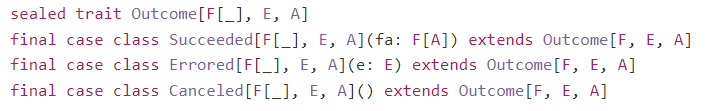 sealed trait Outcome[F[_], E, A]
final case class Succeeded[F[_], E, A](fa: F[A]) extends Outcome[F, E, A]
final case class Errored[F[_], E, A](e: E) extends Outcome[F, E, A]
final case class Canceled[F[_], E, A]() extends Outcome[F, E, A]